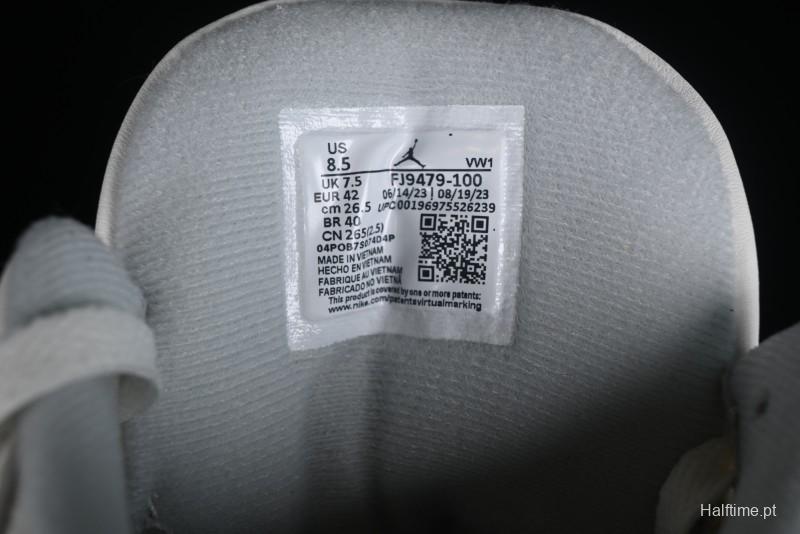 US
8.5
VW1
UK 7.5
FJ9479-100
EUR 42
06/14/23 | 08/19/23
cm 26.5
UPC00196975526239
BR 40
CN 265(2.5)
04POB7S074D4P
MADE IN VIETNAM
HECHO EN VIETNAM
FABRIQUE AU VIETNAM
FABRICADO NO VIETNA
This product is covered by one or more patents:
www.nike.com/patentsvirtualmarking
Halftime.pt